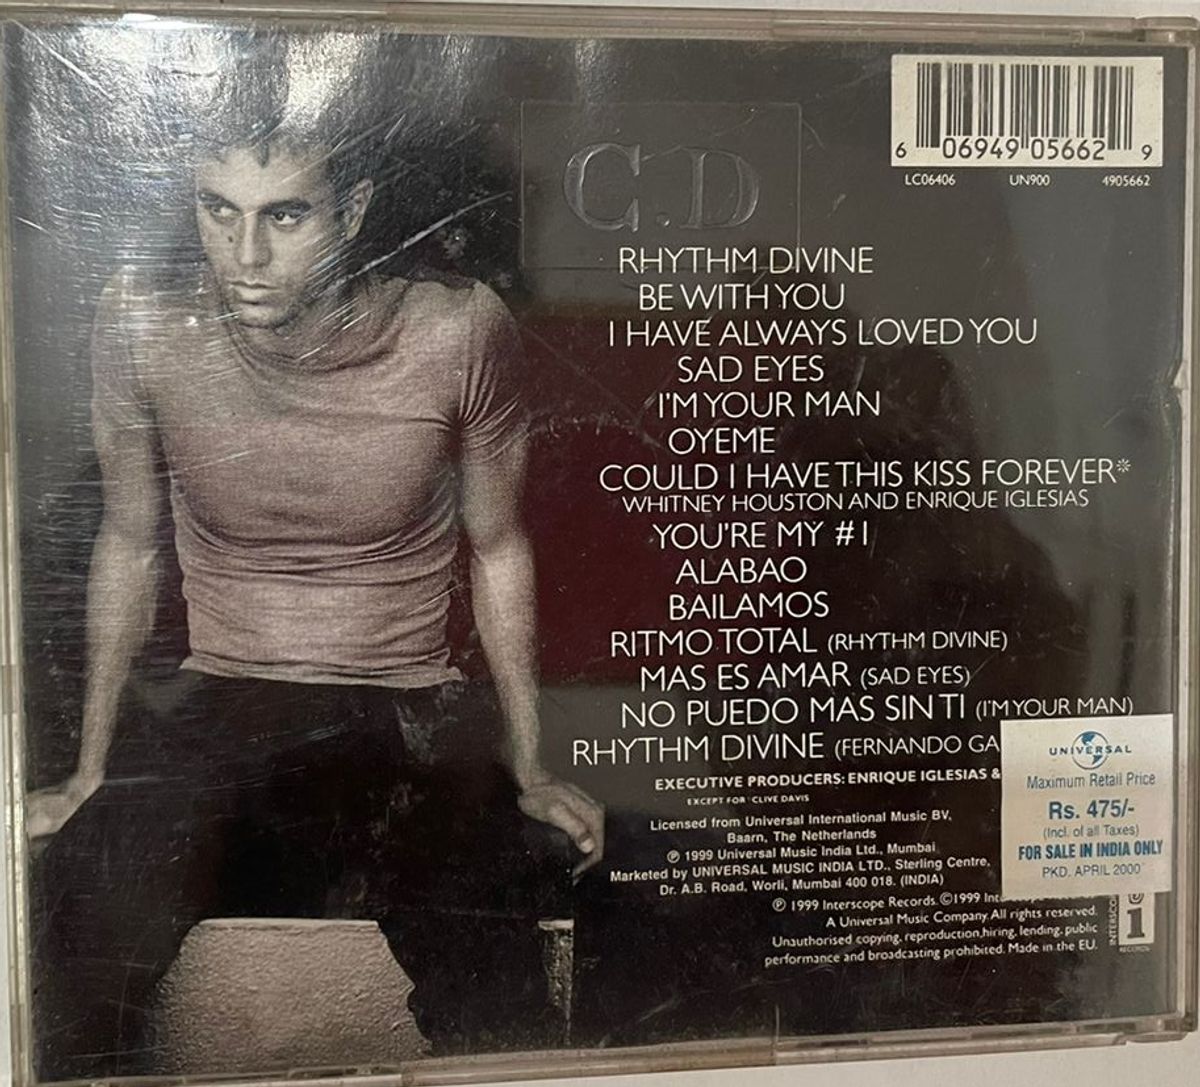 6 06949 05662 9
LC06406 UN900 4905662
C.D
RHYTHM DIVINE
BE WITH YOU
I HAVE ALWAYS LOVED YOU
SAD EYES
I'M YOUR MAN
OYEME
COULD I HAVE THIS KISS FOREVER*
WHITNEY HOUSTON AND ENRIQUE IGLESIAS
YOU'RE MY #1
ALABAO
BAILAMOS
RITMO TOTAL (RHYTHM DIVINE)
MAS ES AMAR (SAD EYES)
NO PUEDO MAS SIN TI (I'M YOUR MAN)
RHYTHM DIVINE (FERNANDO GA
EXECUTIVE PRODUCERS: ENRIQUE IGLESIAS &
EXCEPT FOR * CLIVE DAVIS
Licensed from Universal International Music BV,
Baarn, The Netherlands
℗ 1999 Universal Music India Ltd., Mumbai
Marketed by UNIVERSAL MUSIC INDIA LTD., Sterling Centre,
Dr. A.B. Road, Worli, Mumbai 400 018. (INDIA)
℗ 1999 Interscope Records. ©1999
A Universal Music Company. All rights reserved.
Unauthorised copying, reproduction, hiring, lending, public
performance and broadcasting prohibited. Made in the EU.
UNIVERSAL
Maximum Retail Price
Rs. 475/-
(Incl. of all Taxes)
FOR SALE IN INDIA ONLY
PKD. APRIL 2000
i
RECORDS